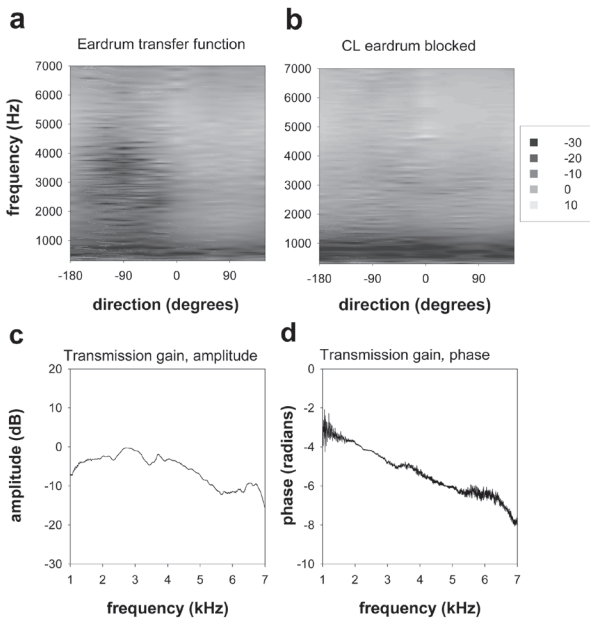 a
Eardrum transfer function
7000
6000
5000
4000
3000
2000
1000
frequency (Hz)
-180 -90 0 90
direction (degrees)
b
CL eardrum blocked
7000
6000
5000
4000
3000
2000
1000
-180 -90 0 90
direction (degrees)
-30
-20
-10
0
10
c
Transmission gain, amplitude
20
10
0
-10
-20
-30
amplitude (dB)
1 2 3 4 5 6 7
frequency (kHz)
d
Transmission gain, phase
0
-2
-4
-6
-8
-10
phase (radians)
1 2 3 4 5 6 7
frequency (kHz)